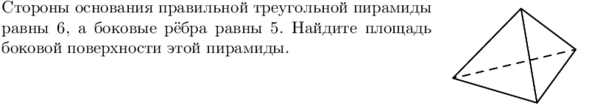 Стороны основания правильной треугольной пирамиды
равны 6, а боковые рёбра равны 5. Найдите площадь
боковой поверхности этой пирамиды.